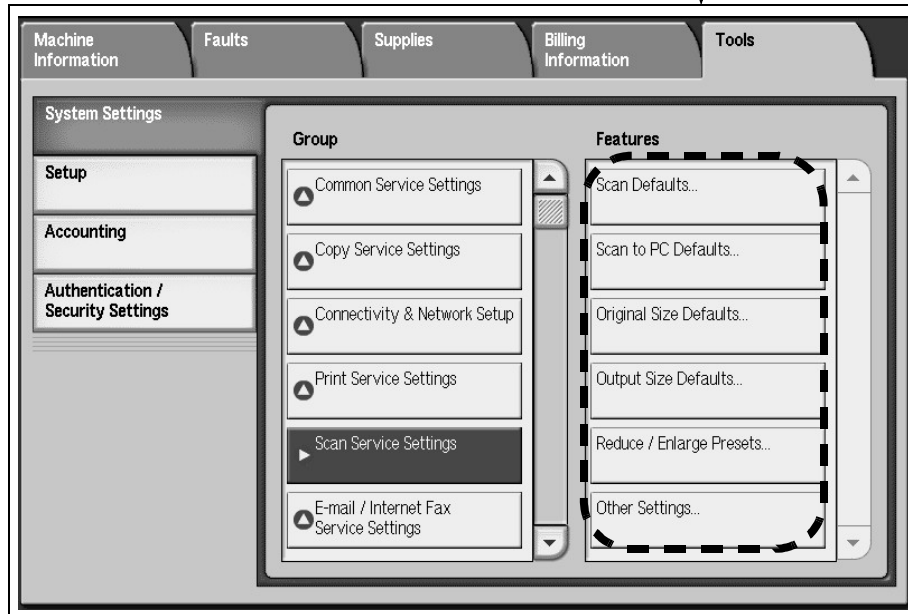 Machine
Information
Faults
Supplies
Billing
Information
Tools
System Settings
Setup
Accounting
Authentication /
Security Settings
Group
Common Service Settings
Copy Service Settings
Connectivity & Network Setup
Print Service Settings
Scan Service Settings
E-mail / Internet Fax
Service Settings
Features
Scan Defaults...
Scan to PC Defaults...
Original Size Defaults...
Output Size Defaults...
Reduce / Enlarge Presets...
Other Settings...